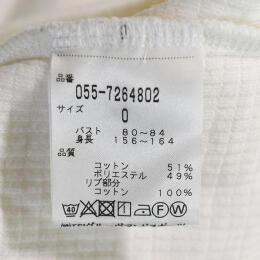 品番
055-7264802
サイズ
0
バスト 80~84
身長 156~164
品質
コットン 51%
ポリエステル 49%
リブ部分
コットン 100%
40 1 F W